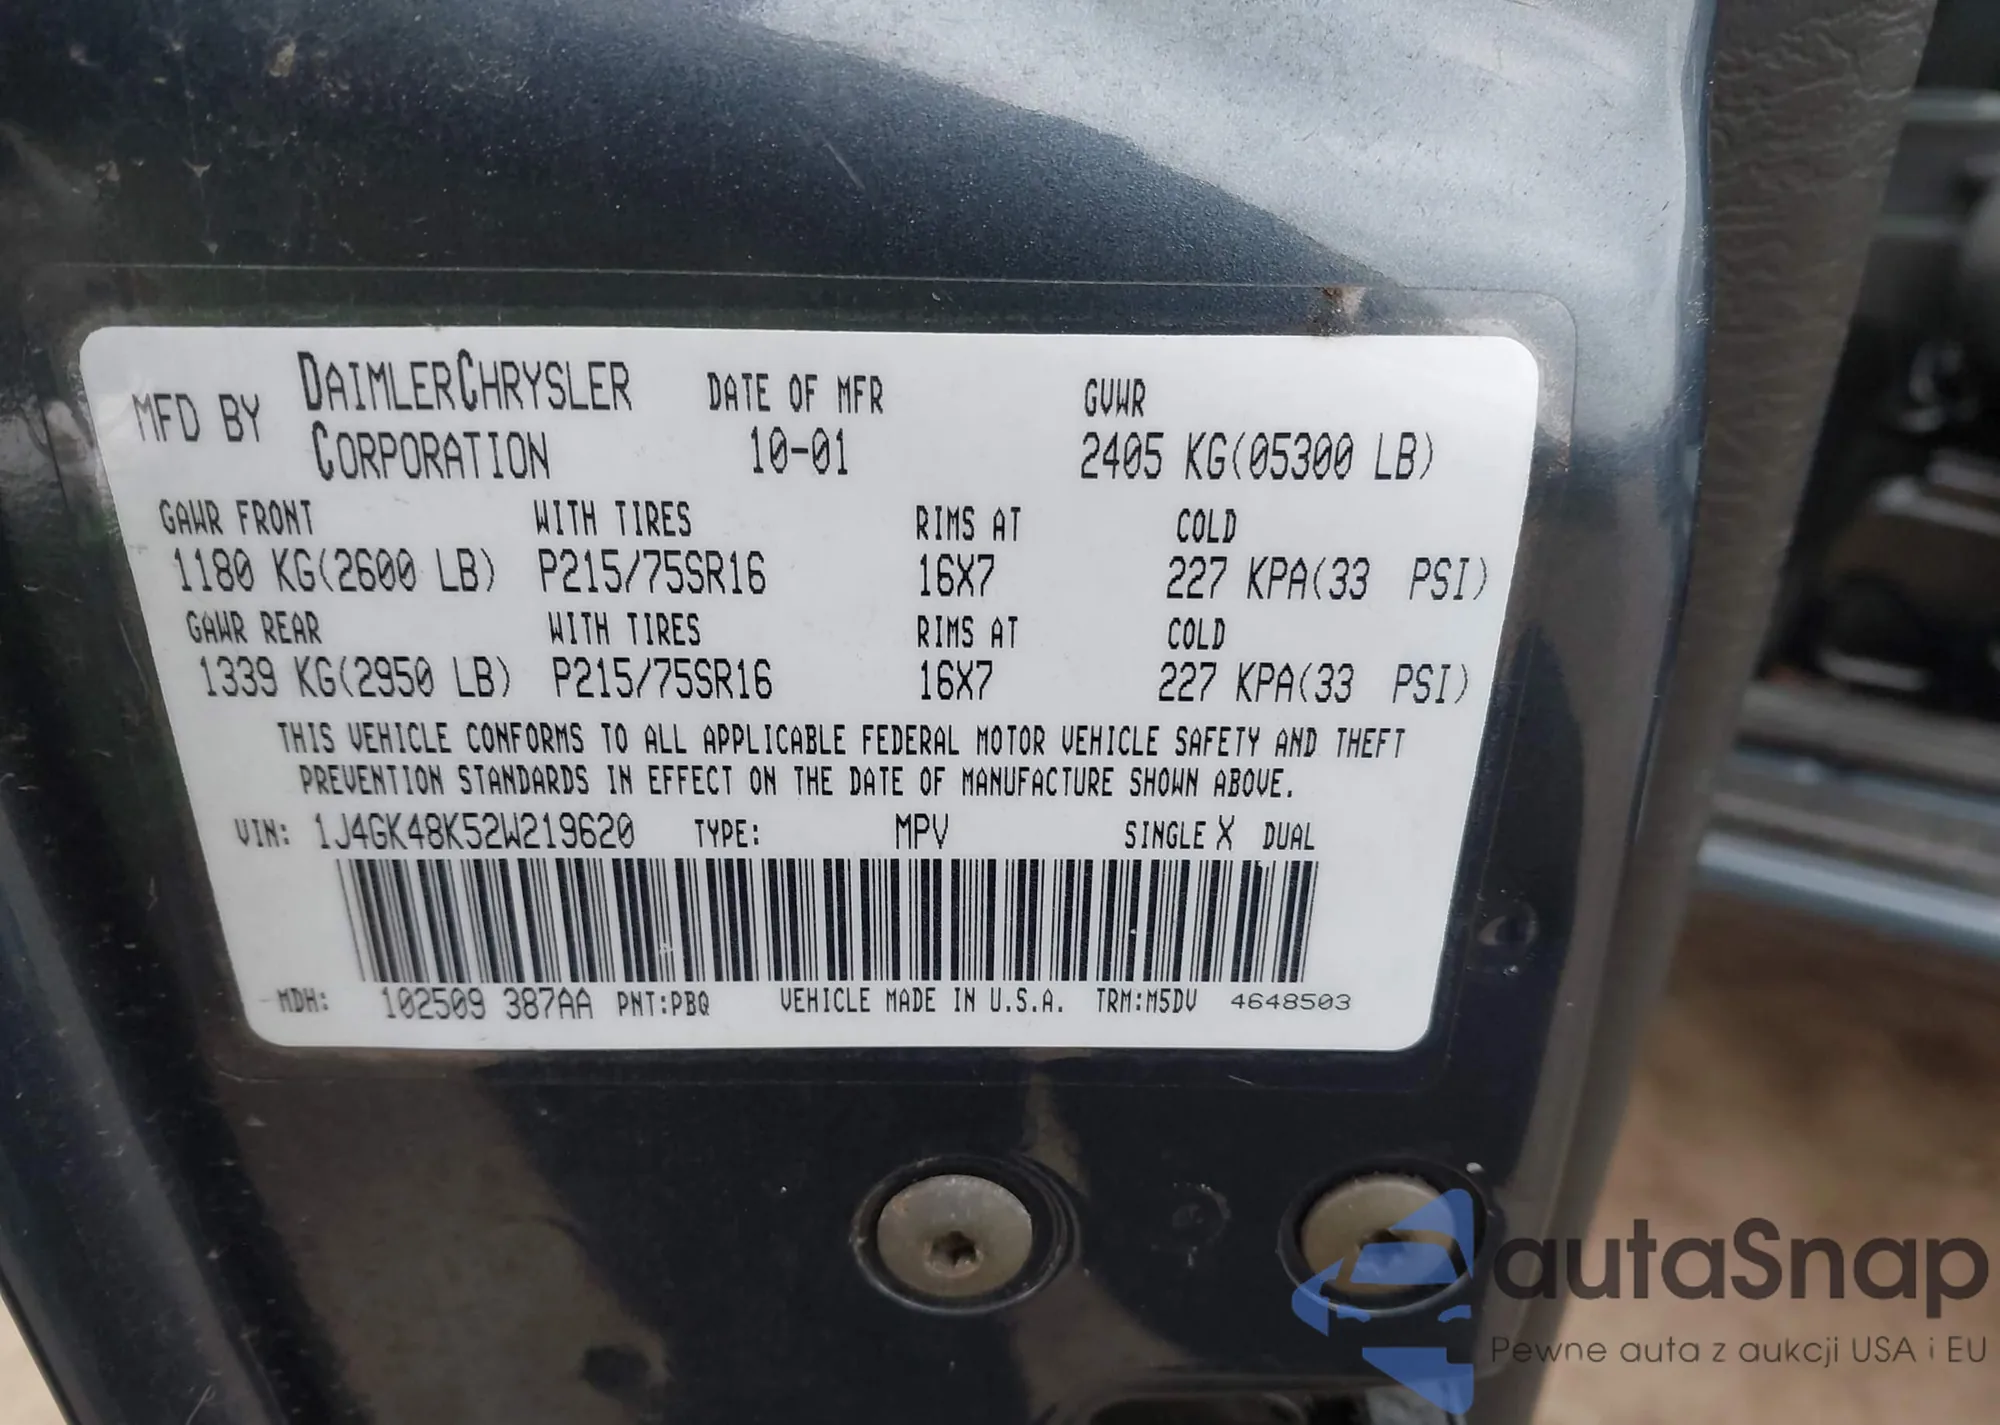 MFD BY DAIMLERCHRYSLER CORPORATION DATE OF MFR 10-01 GVWR 2405 KG(05300 LB)
GAWR FRONT WITH TIRES RIMS AT COLD
1180 KG(2600 LB) P215/75SR16 16X7 227 KPA(33 PSI)
GAWR REAR WITH TIRES RIMS AT COLD
1339 KG(2950 LB) P215/75SR16 16X7 227 KPA(33 PSI)
THIS VEHICLE CONFORMS TO ALL APPLICABLE FEDERAL MOTOR VEHICLE SAFETY AND THEFT
PREVENTION STANDARDS IN EFFECT ON THE DATE OF MANUFACTURE SHOWN ABOVE.
VIN: 1J4GK48K52W219620 TYPE: MPV SINGLE X DUAL
MDH: 102509 387AA PNT:PBQ VEHICLE MADE IN U.S.A. TRM:M5DV 4648503
autaSnap
Pewne auta z aukcji USA i EU